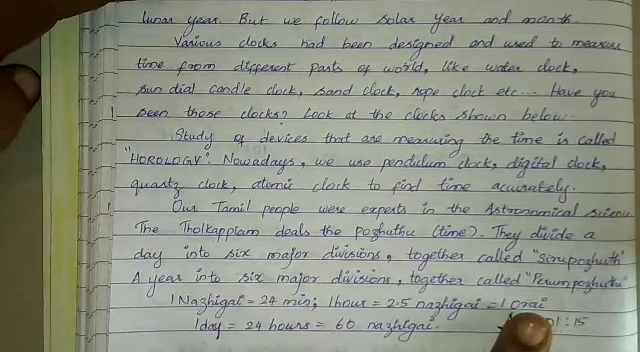 lunar year. But we follow solar year and month.
Various clocks had been designed and used to measure
time from different parts of world, like water clock,
sun dial candle clock, sand clock, rope clock etc... Have you
seen those clocks? Look at the clocks shown below.
Study of devices that are measuring the time is called
"HOROLOGY". Nowadays, we use pendulum clock, digital clock,
quartz clock, atomic clock to find time accurately.
Our Tamil people were experts in the Astronomical science
The Tholkappiam deals the pozhuthu (time). They divide a
day into six major divisions, together called "Sirupozhuth
A year into six major divisions, together called "Perumpozhuthu"
1 Nazhigai = 24 min; 1 hour = 2.5 nazhigai = 1 Orai
1 day = 24 hours = 60 nazhigai. 01:15